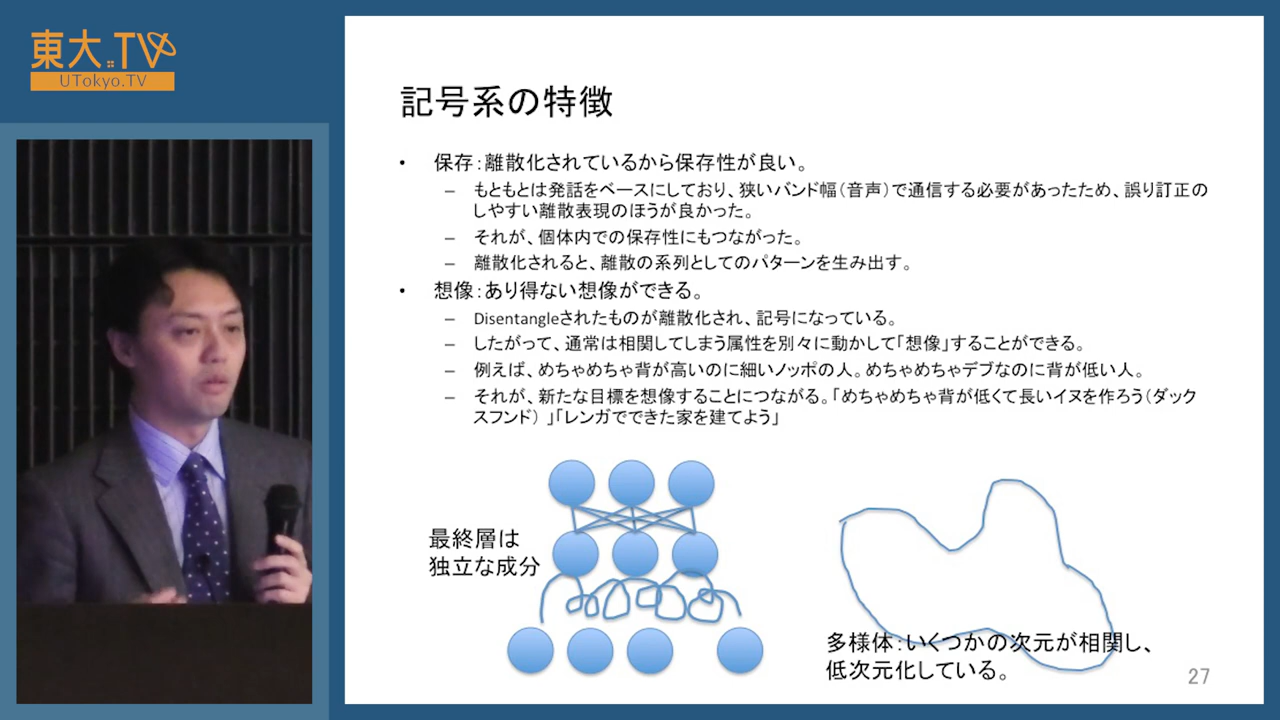 東大.TV
UTokyo.TV
記号系の特徴
• 保存：離散化されているから保存性が良い。
– もともとは発話をベースにしており、狭いバンド幅（音声）で通信する必要があったため、誤り訂正の
しやすい離散表現のほうが良かった。
– それが、個体内での保存性にもつながった。
– 離散化されると、離散の系列としてのパターンを生み出す。
• 想像：あり得ない想像ができる。
– Disentangleされたものが離散化され、記号になっている。
– したがって、通常は相関してしまう属性を別々に動かして「想像」することができる。
– 例えば、めちゃめちゃ背が高いのに細いノッポの人。めちゃめちゃデブなのに背が低い人。
– それが、新たな目標を想像することにつながる。「めちゃめちゃ背が低くて長いイヌを作ろう（ダック
スフンド） 」「レンガでできた家を建てよう」
最終層は
独立な成分
多様体：いくつかの次元が相関し、
低次元化している。
27